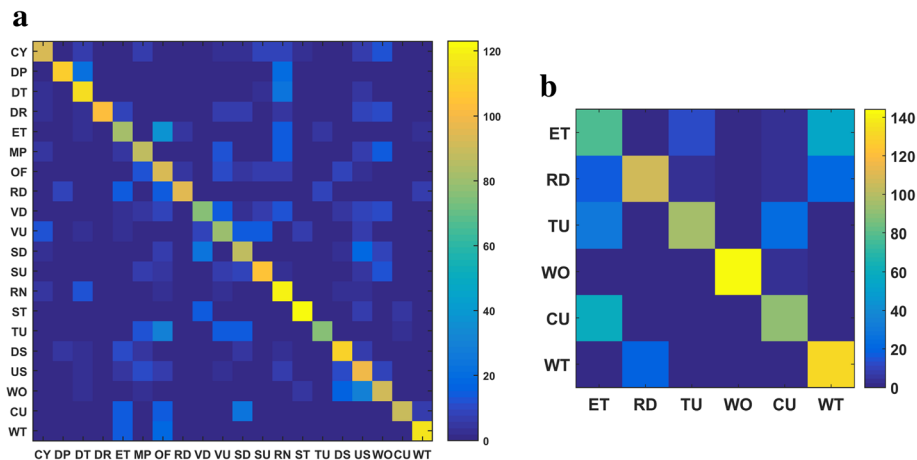 a
CY
DP
DT
DR
ET
MP
OF
RD
VD
VU
SD
SU
RN
ST
TU
DS
US
WO
CU
WT
CY DP DT DR ET MP OF RD VD VU SD SU RN ST TU DS US WO CU WT
120
100
80
60
40
20
0
b
ET
RD
TU
WO
CU
WT
ET RD TU WO CU WT
140
120
100
80
60
40
20
0